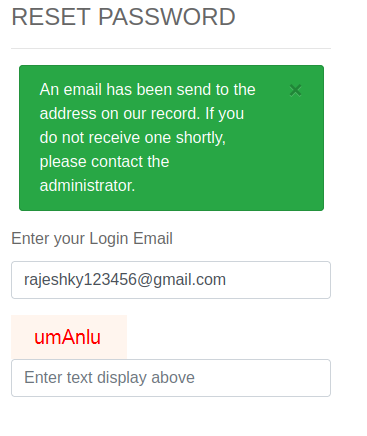 RESET PASSWORD
An email has been send to the
address on our record. If you
do not receive one shortly,
please contact the
administrator.
×
Enter your Login Email
rajeshky123456@gmail.com
umAnlu
Enter text display above